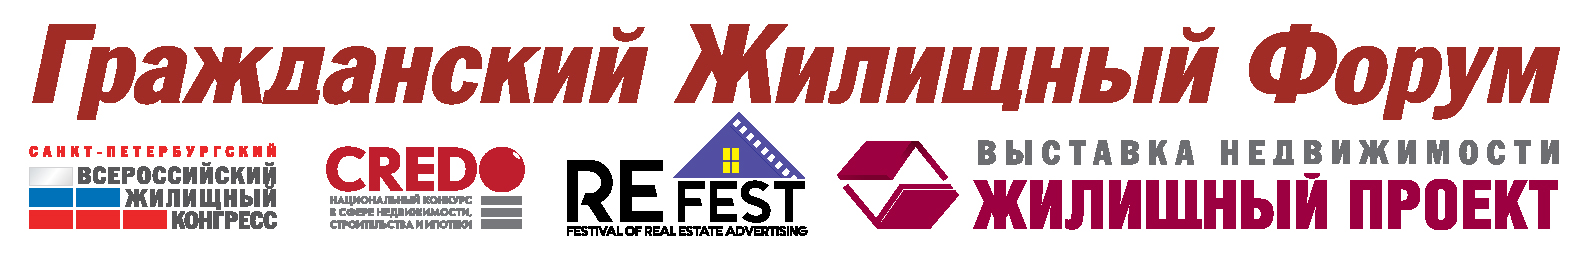 Гражданский Жилищный Форум
САНКТ-ПЕТЕРБУРГСКИЙ
ВСЕРОССИЙСКИЙ
ЖИЛИЩНЫЙ
КОНГРЕСС
CREDO
НАЦИОНАЛЬНЫЙ КОНКУРС
В СФЕРЕ НЕДВИЖИМОСТИ,
СТРОИТЕЛЬСТВА И ИПОТЕКИ
RE FEST
FESTIVAL OF REAL ESTATE ADVERTISING
ВЫСТАВКА НЕДВИЖИМОСТИ
ЖИЛИЩНЫЙ ПРОЕКТ